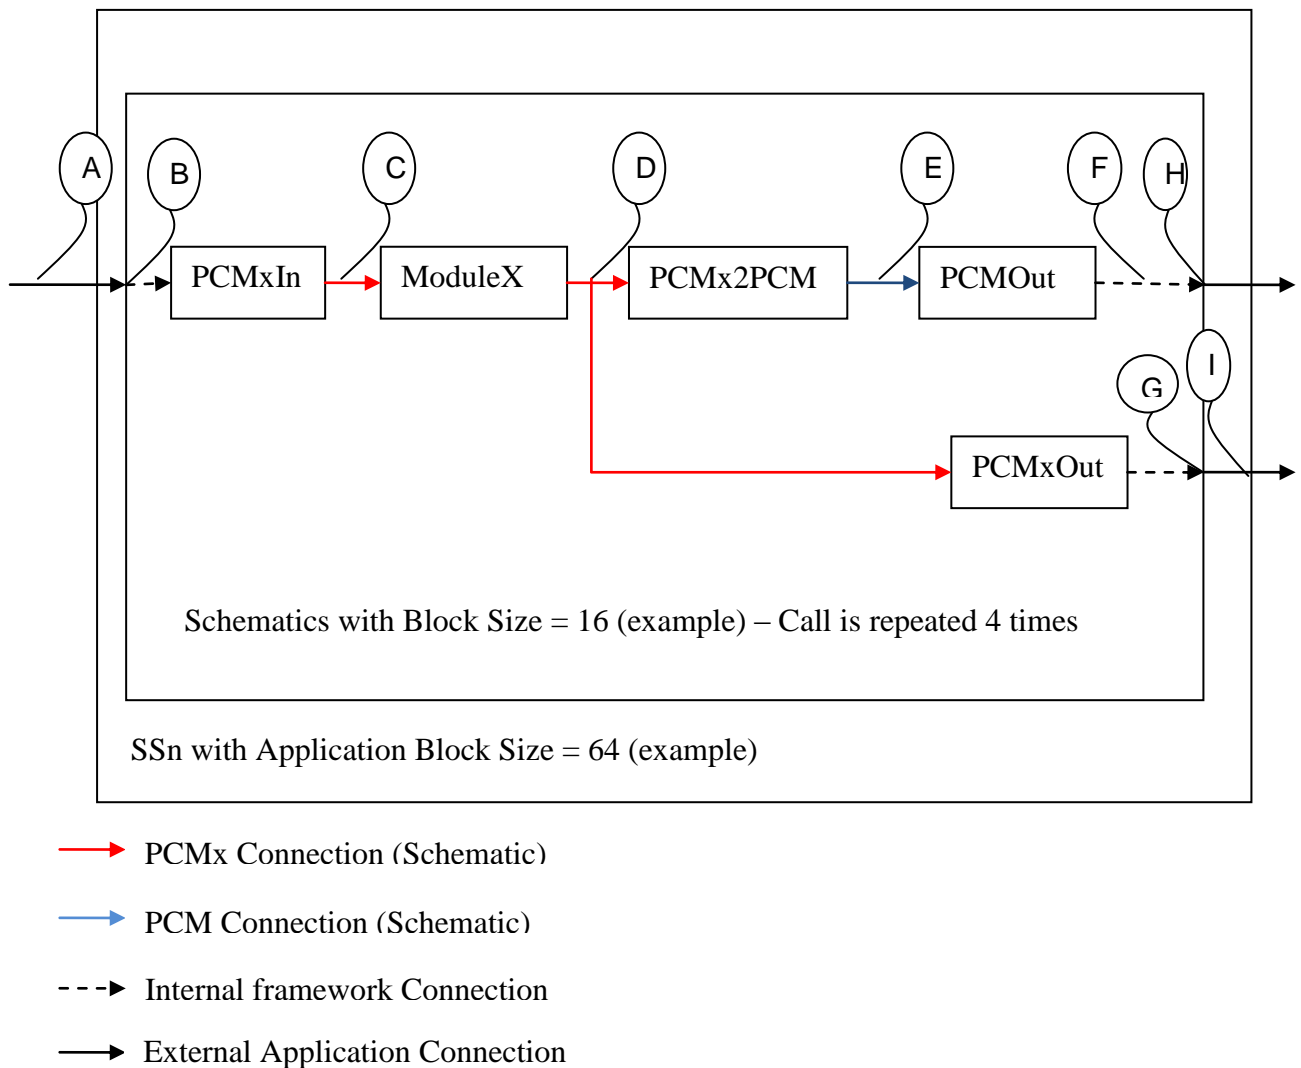 A
B
C
D
E
F
H
PCMxIn
ModuleX
PCMx2PCM
PCMOut
G
I
PCMxOut
Schematics with Block Size = 16 (example) – Call is repeated 4 times
SSn with Application Block Size = 64 (example)
PCMx Connection (Schematic)
PCM Connection (Schematic)
Internal framework Connection
External Application Connection